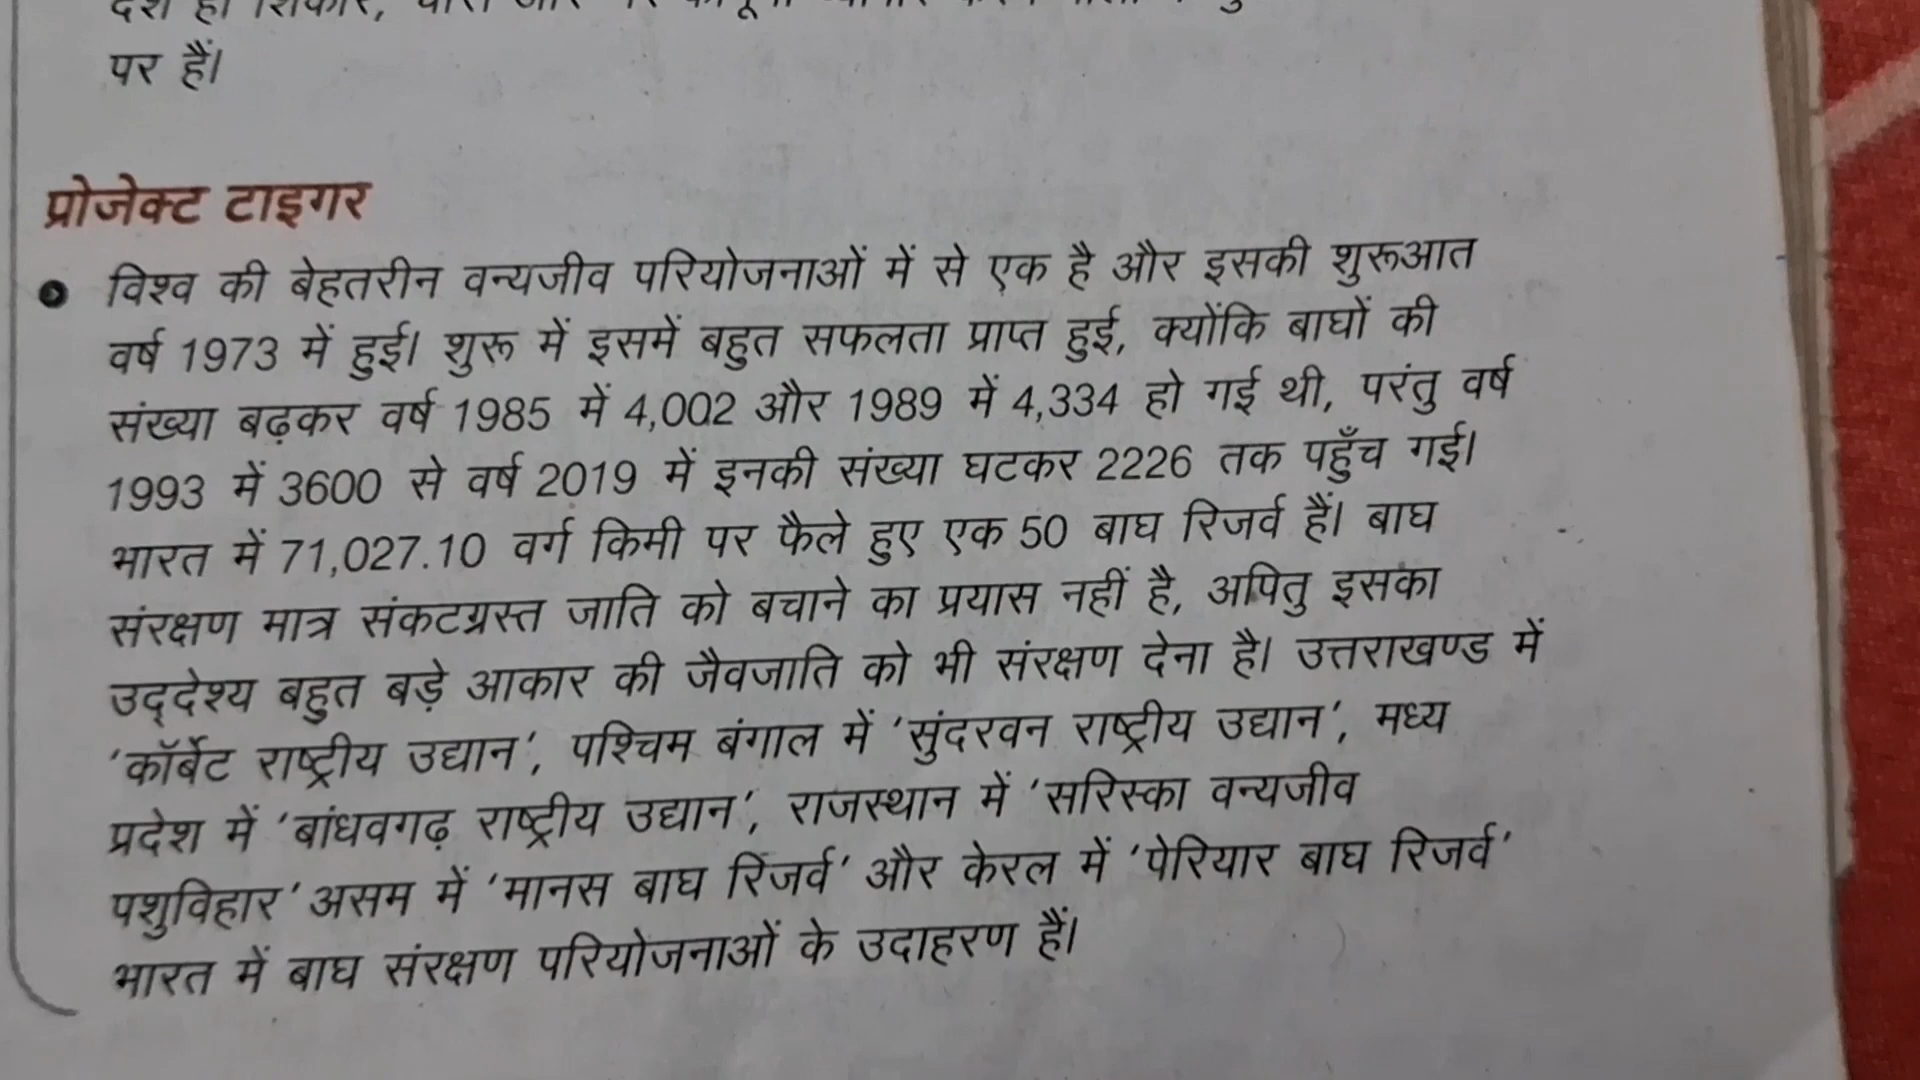 पर हैं।
प्रोजेक्ट टाइगर
विश्व की बेहतरीन वन्यजीव परियोजनाओं में से एक है और इसकी शुरूआत
वर्ष 1973 में हुई। शुरू में इसमें बहुत सफलता प्राप्त हुई, क्योंकि बाघों की
संख्या बढ़कर वर्ष 1985 में 4,002 और 1989 में 4,334 हो गई थी, परंतु वर्ष
1993 में 3600 से वर्ष 2019 में इनकी संख्या घटकर 2226 तक पहुँच गई।
भारत में 71,027.10 वर्ग किमी पर फैले हुए एक 50 बाघ रिजर्व हैं। बाघ
संरक्षण मात्र संकटग्रस्त जाति को बचाने का प्रयास नहीं है, अपितु इसका
उद्देश्य बहुत बड़े आकार की जैवजाति को भी संरक्षण देना है। उत्तराखण्ड में
'कॉर्बेट राष्ट्रीय उद्यान', पश्चिम बंगाल में 'सुंदरवन राष्ट्रीय उद्यान', मध्य
प्रदेश में 'बांधवगढ़ राष्ट्रीय उद्यान', राजस्थान में 'सरिस्का वन्यजीव
पशुविहार' असम में 'मानस बाघ रिजर्व' और केरल में 'पेरियार बाघ रिजर्व'
भारत में बाघ संरक्षण परियोजनाओं के उदाहरण हैं।